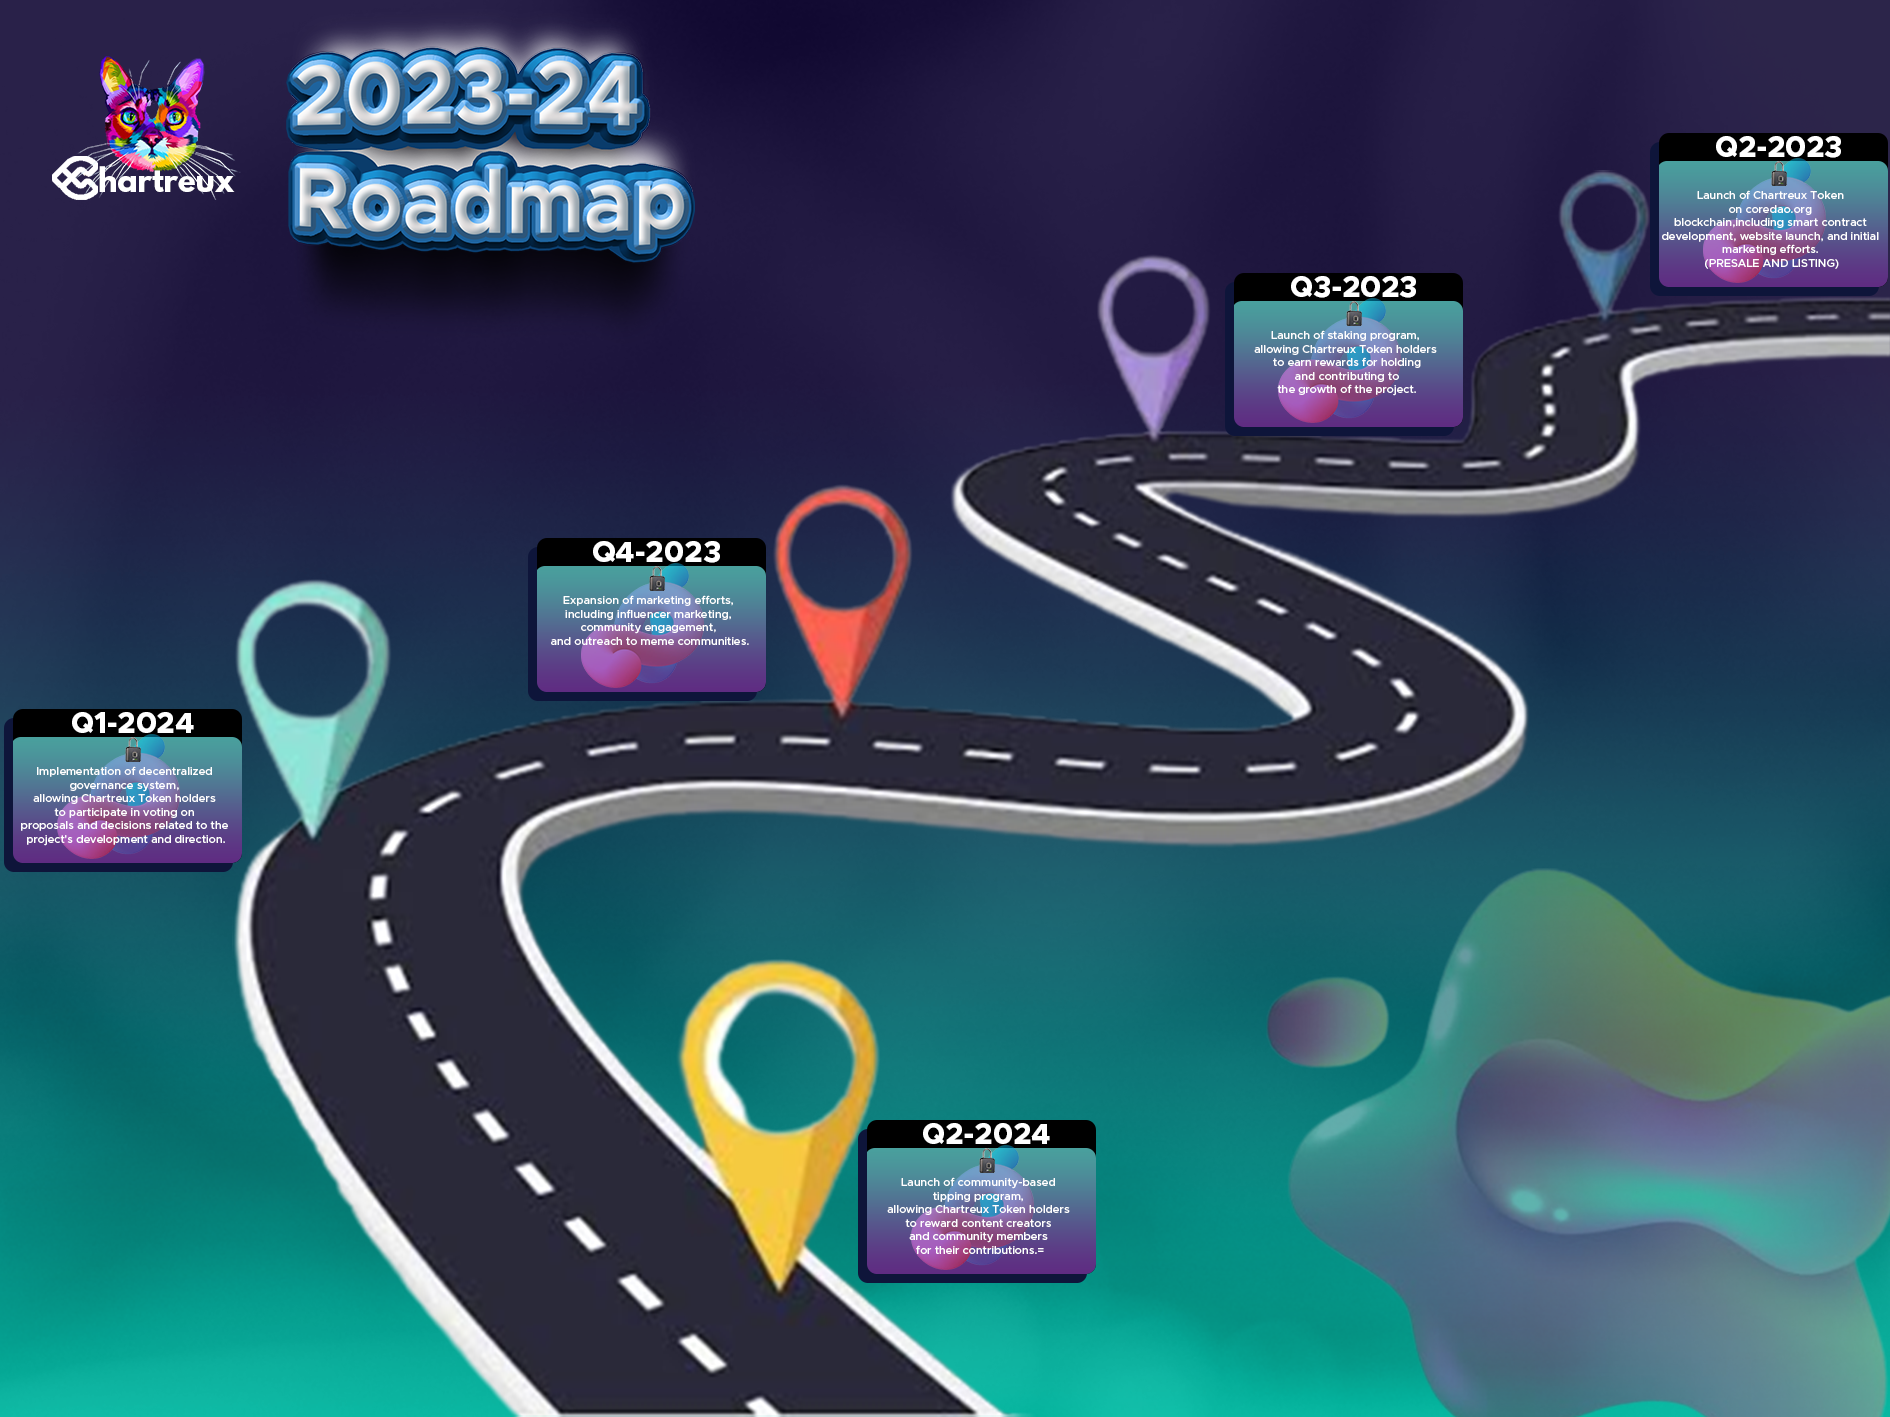 Chartreux
2023-24
Roadmap
Q2-2023
Launch of Chartreux Token
on coredao.org
blockchain,including smart contract
development, website launch, and initial
marketing efforts.
(PRESALE AND LISTING)
Q3-2023
Launch of staking program,
allowing Chartreux Token holders
to earn rewards for holding
and contributing to
the growth of the project.
Q4-2023
Expansion of marketing efforts,
including influencer marketing,
community engagement,
and outreach to meme communities.
Q1-2024
Implementation of decentralized
governance system,
allowing Chartreux Token holders
to participate in voting on
proposals and decisions related to the
project's development and direction.
Q2-2024
Launch of community-based
tipping program,
allowing Chartreux Token holders
to reward content creators
and community members
for their contributions.=